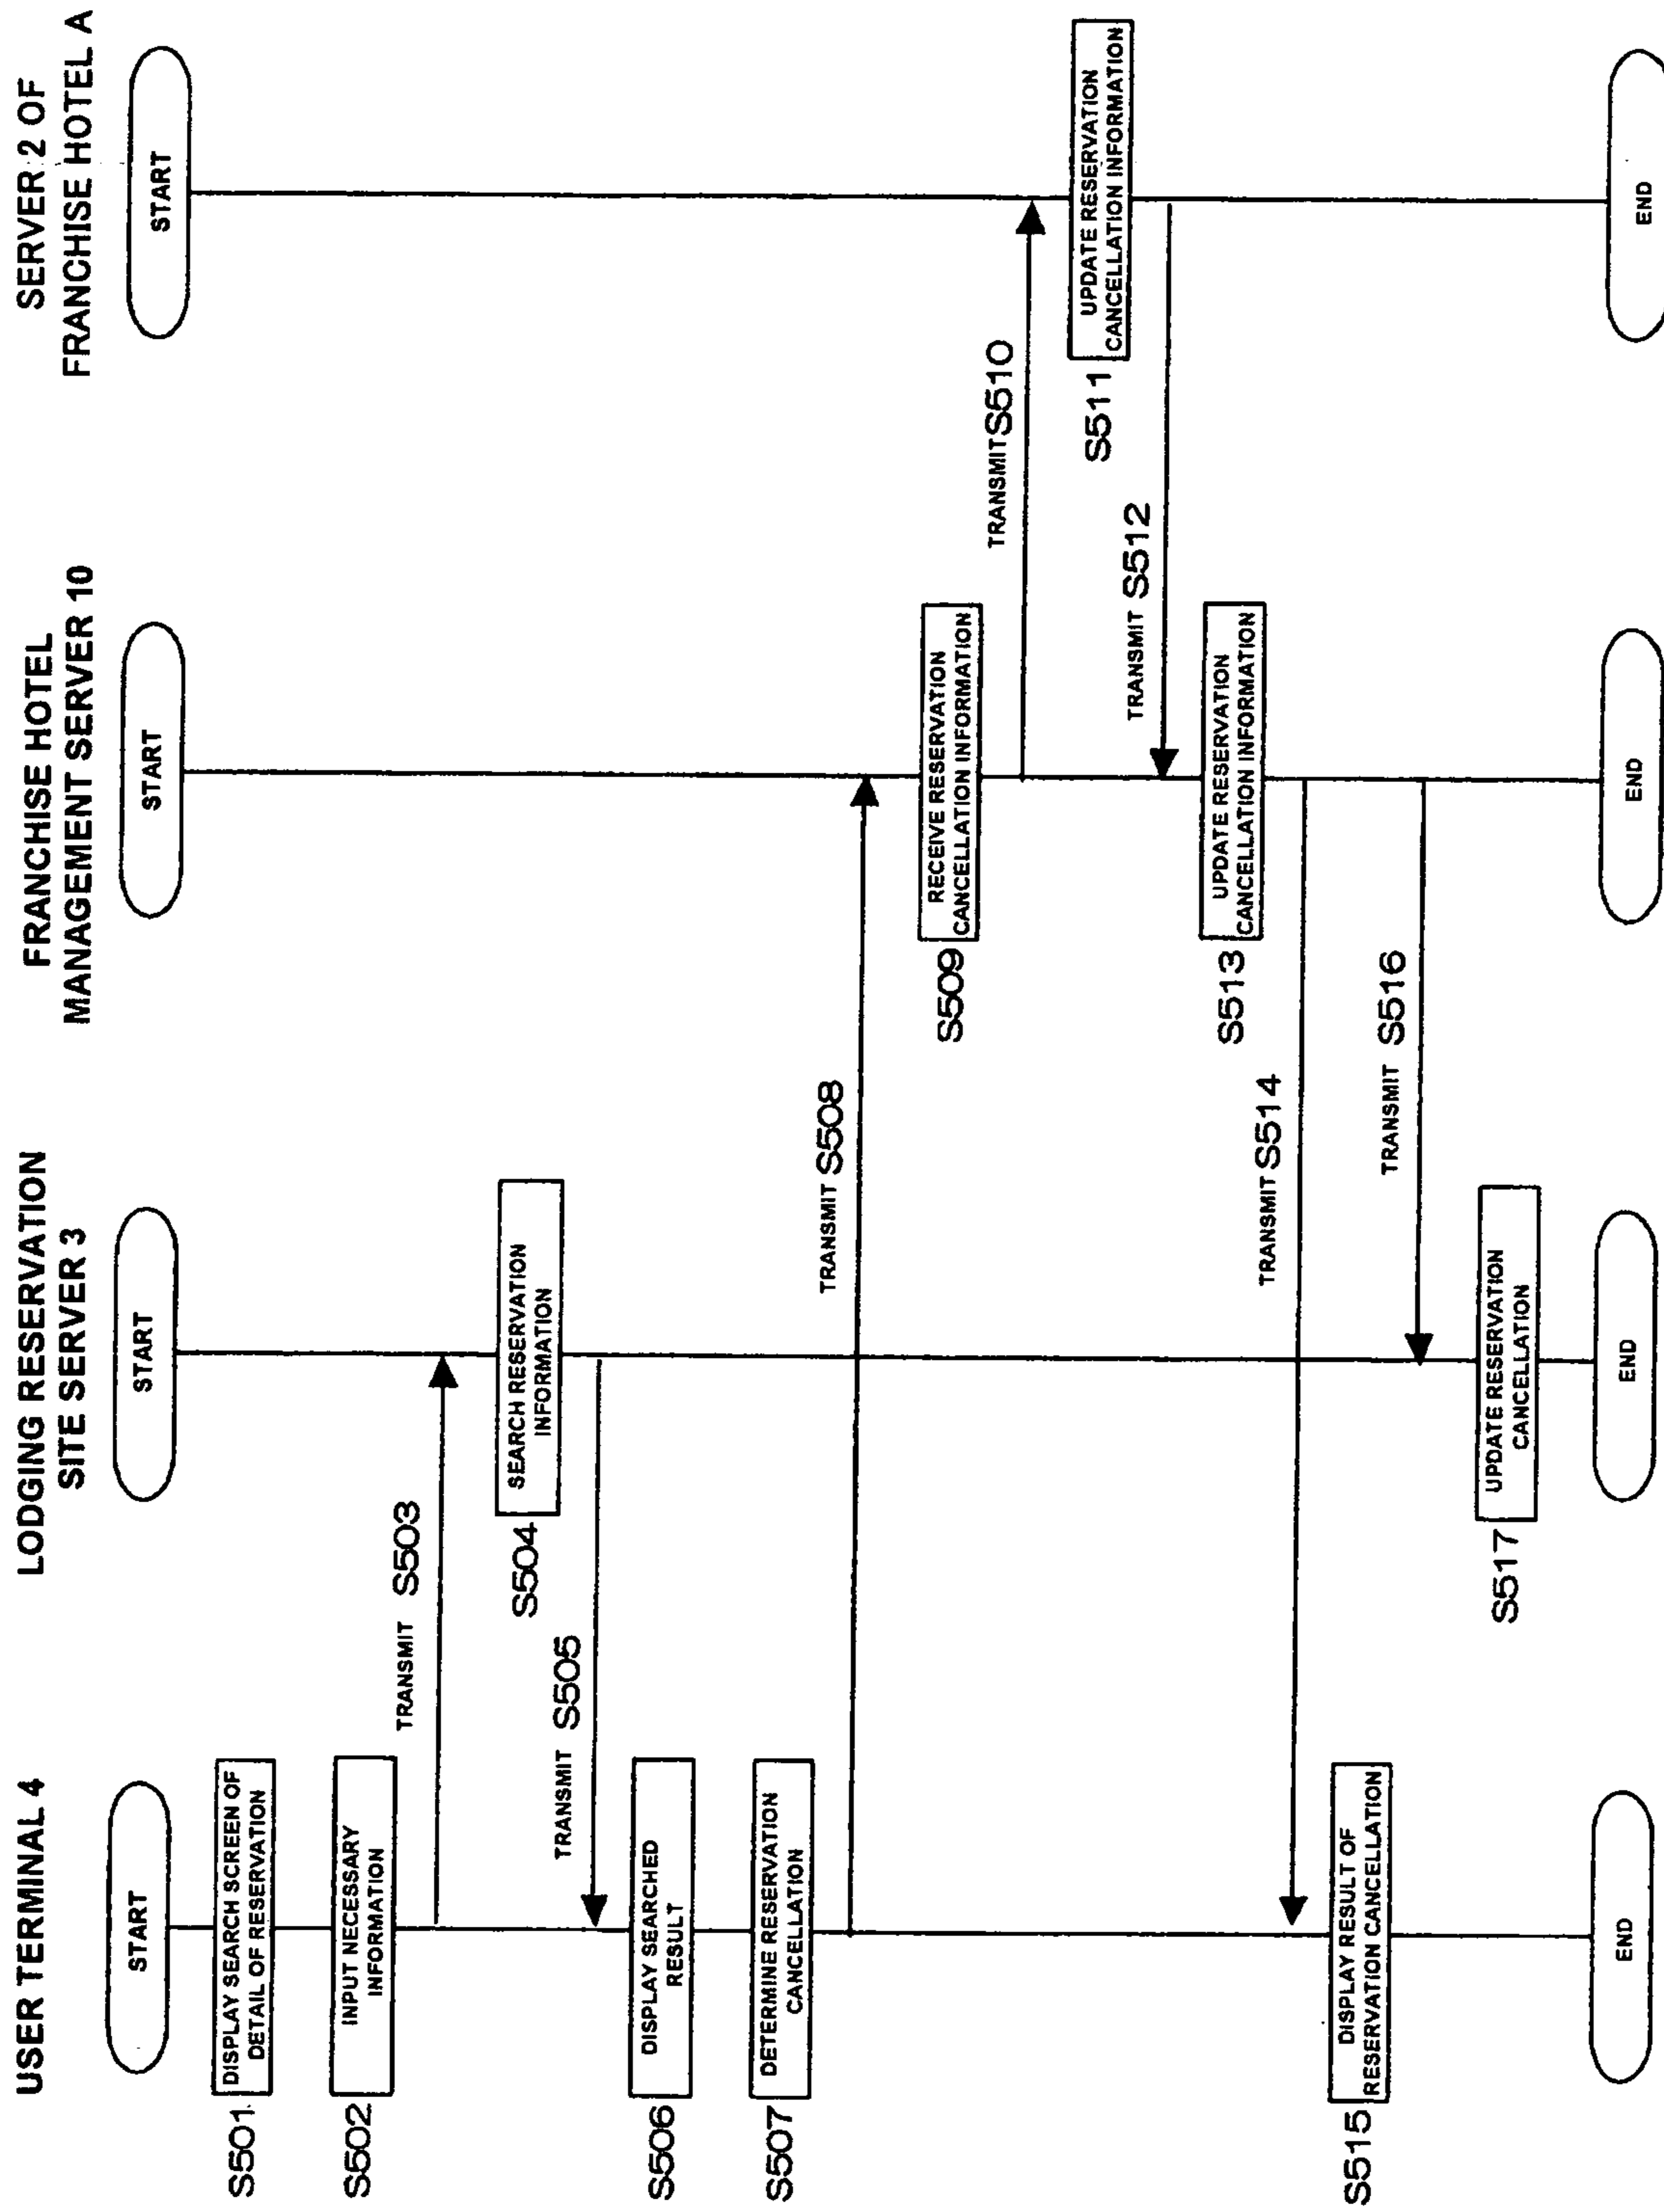 USER TERMINAL 4
LODGING RESERVATION
SITE SERVER 3
FRANCHISE HOTEL
MANAGEMENT SERVER 10
SERVER 2 OF
FRANCHISE HOTEL A
START
START
START
START
S501
DISPLAY SEARCH SCREEN OF
DETAIL OF RESERVATION
S502
INPUT NECESSARY
INFORMATION
TRANSMIT S503
S504
SEARCH RESERVATION
INFORMATION
TRANSMIT S505
S506
DISPLAY SEARCHED
RESULT
S507
DETERMINE RESERVATION
CANCELLATION
TRANSMIT S508
S509
RECEIVE RESERVATION
CANCELLATION INFORMATION
TRANSMIT S510
S511
UPDATE RESERVATION
CANCELLATION INFORMATION
TRANSMIT S512
S513
UPDATE RESERVATION
CANCELLATION INFORMATION
TRANSMIT S514
S515
DISPLAY RESULT OF
RESERVATION CANCELLATION
TRANSMIT S516
S517
UPDATE RESERVATION
CANCELLATION
END
END
END
END